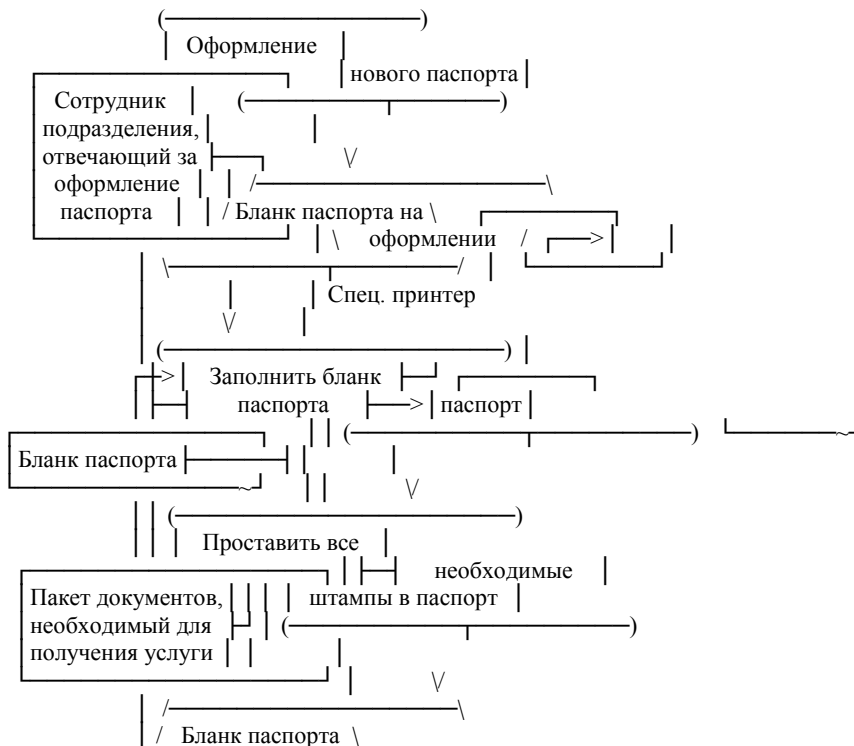 Оформление
нового паспорта
Сотрудник
подразделения,
отвечающий за
оформление
паспорта
Бланк паспорта на
оформлении
Спец. принтер
Заполнить бланк
паспорта
паспорт
Бланк паспорта
Проставить все
необходимые
Пакет документов,
штампы в паспорт
необходимый для
получения услуги
Бланк паспорта